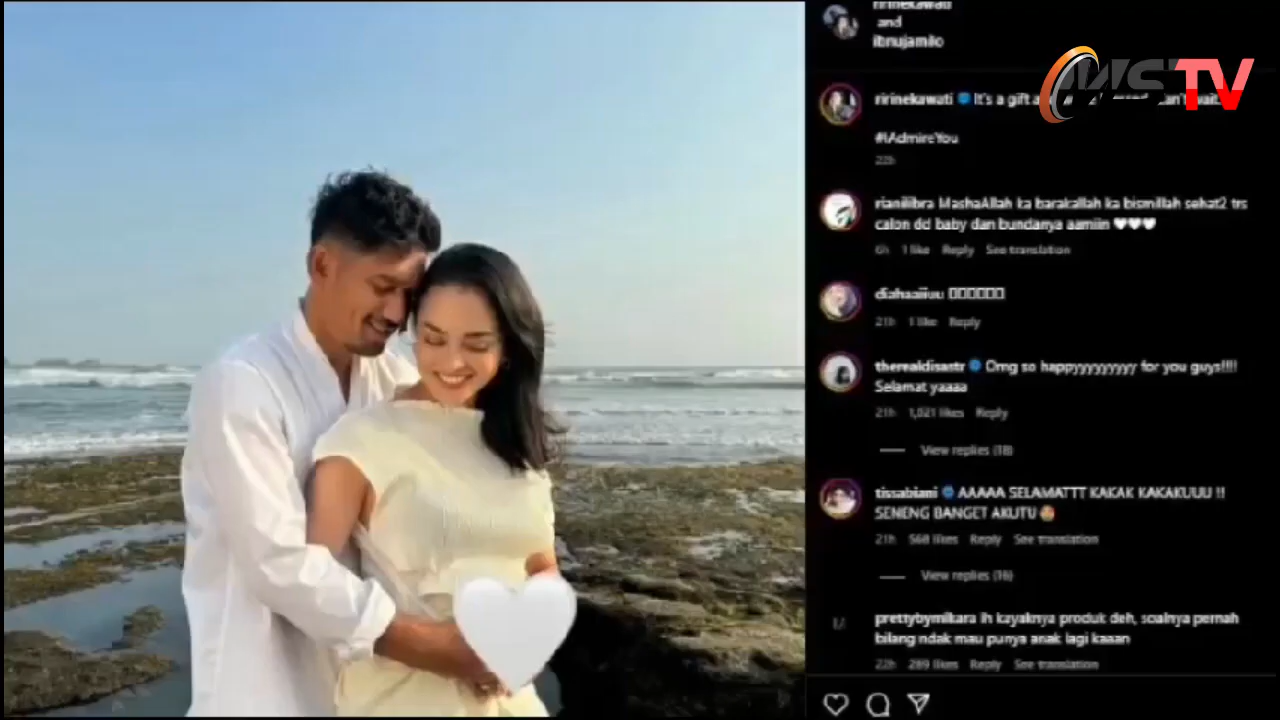 ririnekawati
and
ibnujamilo
TV
ririnekawati It's a gift
#IAdmireYou
22h
rianilibra MashaAllah ka barakallah ka bismillah sehat2 trs
calon dd baby dan bundanya aamiin
6h 1 like Reply See translation
diahaaiiuu
21h 1 like Reply
therealdisastr Omg so happyyyyyyyyy for you guys!!!!
Selamat yaaaa
21h 1,021 likes Reply
View replies (18)
tissabiani AAAAA SELAMATTT KAKAK KAKAKUUU !!
SENENG BANGET AKUTU
21h 568 likes Reply See translation
View replies (16)
M
prettybymikara Ih kayaknya produk deh, soalnya pernah
bilang ndak mau punya anak lagi kaaan
22h 289 likes Reply See translation